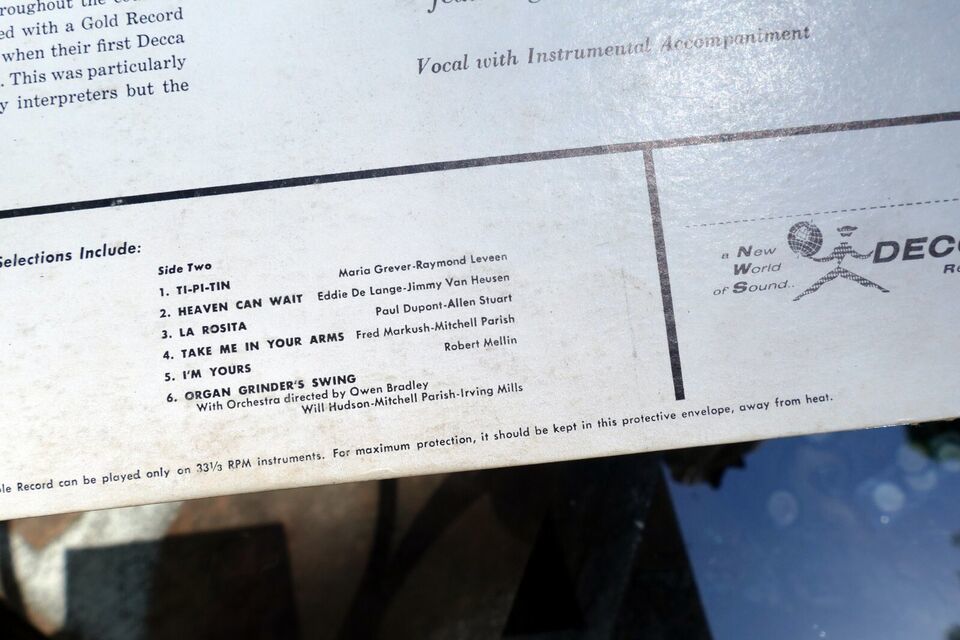 roughout the
ed with a Gold Record
when their first Decca
. This was particularly
y interpreters but the
Vocal with Instrumental Accompaniment
Selections Include:
Side Two
1. TI-PI-TIN Maria Grever-Raymond Leveen
2. HEAVEN CAN WAIT Eddie De Lange-Jimmy Van Heusen
3. LA ROSITA Paul Dupont-Allen Stuart
4. TAKE ME IN YOUR ARMS Fred Markush-Mitchell Parish
5. I'M YOURS Robert Mellin
6. ORGAN GRINDER'S SWING
With Orchestra directed by Owen Bradley
Will Hudson-Mitchell Parish-Irving Mills
a New
World
of Sound..
DECC
Re
le Record can be played only on 33⅓ RPM instruments. For maximum protection, it should be kept in this protective envelope, away from heat.